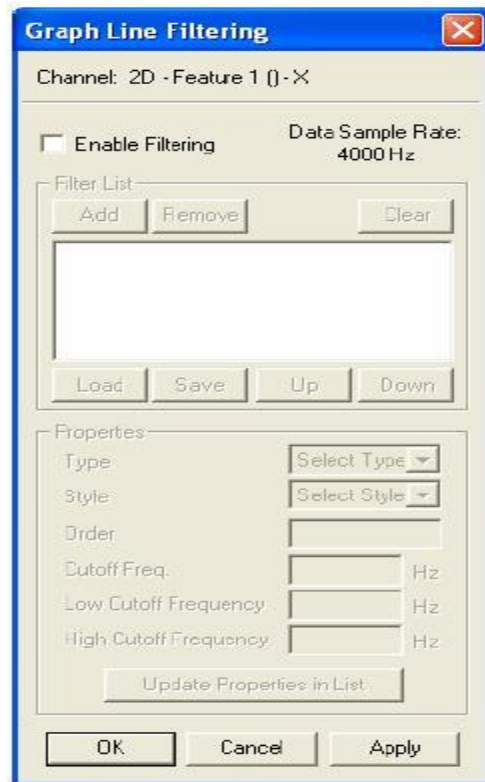 Graph Line Filtering
Channel: 2D - Feature 1 () - X
Enable Filtering
Data Sample Rate:
4000 Hz
Filter List
Add Remove Clear
Load Save Up Down
Properties
Type Select Type
Style Select Style
Order
Cutoff Freq. Hz
Low Cutoff Frequency Hz
High Cutoff Frequency Hz
Update Properties in List
OK Cancel Apply